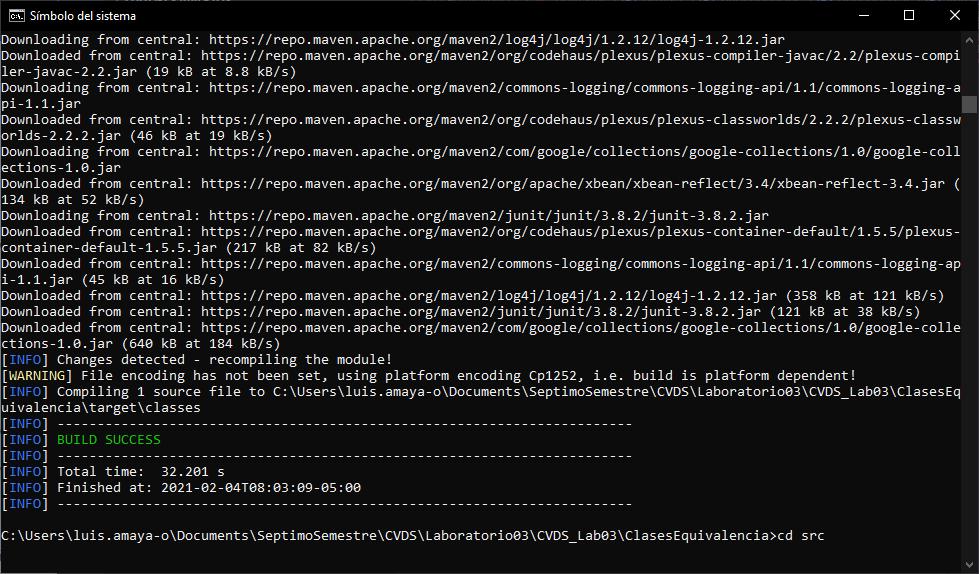 Símbolo del sistema
Downloading from central: https://repo.maven.apache.org/maven2/log4j/log4j/1.2.12/log4j-1.2.12.jar
Downloaded from central: https://repo.maven.apache.org/maven2/org/codehaus/plexus/plexus-compiler-javac/2.2/plexus-compi
ler-javac-2.2.jar (19 kB at 8.8 kB/s)
Downloading from central: https://repo.maven.apache.org/maven2/commons-logging/commons-logging-api/1.1/commons-logging-a
pi-1.1.jar
Downloaded from central: https://repo.maven.apache.org/maven2/org/codehaus/plexus/plexus-classworlds/2.2.2/plexus-classw
orlds-2.2.2.jar (46 kB at 19 kB/s)
Downloading from central: https://repo.maven.apache.org/maven2/com/google/collections/google-collections/1.0/google-coll
ections-1.0.jar
Downloaded from central: https://repo.maven.apache.org/maven2/org/apache/xbean/xbean-reflect/3.4/xbean-reflect-3.4.jar (
134 kB at 52 kB/s)
Downloading from central: https://repo.maven.apache.org/maven2/junit/junit/3.8.2/junit-3.8.2.jar
Downloaded from central: https://repo.maven.apache.org/maven2/org/codehaus/plexus/plexus-container-default/1.5.5/plexus-
container-default-1.5.5.jar (217 kB at 82 kB/s)
Downloaded from central: https://repo.maven.apache.org/maven2/commons-logging/commons-logging-api/1.1/commons-logging-ap
i-1.1.jar (45 kB at 16 kB/s)
Downloaded from central: https://repo.maven.apache.org/maven2/log4j/log4j/1.2.12/log4j-1.2.12.jar (358 kB at 121 kB/s)
Downloaded from central: https://repo.maven.apache.org/maven2/junit/junit/3.8.2/junit-3.8.2.jar (121 kB at 38 kB/s)
Downloaded from central: https://repo.maven.apache.org/maven2/com/google/collections/google-collections/1.0/google-colle
ctions-1.0.jar (640 kB at 184 kB/s)
[INFO] Changes detected - recompiling the module!
[WARNING] File encoding has not been set, using platform encoding Cp1252, i.e. build is platform dependent!
[INFO] Compiling 1 source file to C:\Users\luis.amaya-o\Documents\SeptimoSemestre\CVDS\Laboratorio03\CVDS_Lab03\ClasesEq
uivalencia\target\classes
[INFO] ------------------------------------------------------------------------
[INFO] BUILD SUCCESS
[INFO] ------------------------------------------------------------------------
[INFO] Total time:  32.201 s
[INFO] Finished at: 2021-02-04T08:03:09-05:00
[INFO] ------------------------------------------------------------------------
C:\Users\luis.amaya-o\Documents\SeptimoSemestre\CVDS\Laboratorio03\CVDS_Lab03\ClasesEquivalencia>cd src